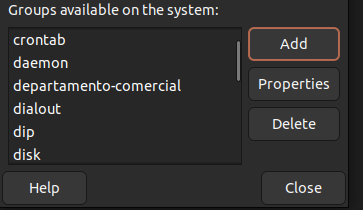 Groups available on the system:
crontab
daemon
departamento-comercial
dialout
dip
disk
Add
Properties
Delete
Help
Close